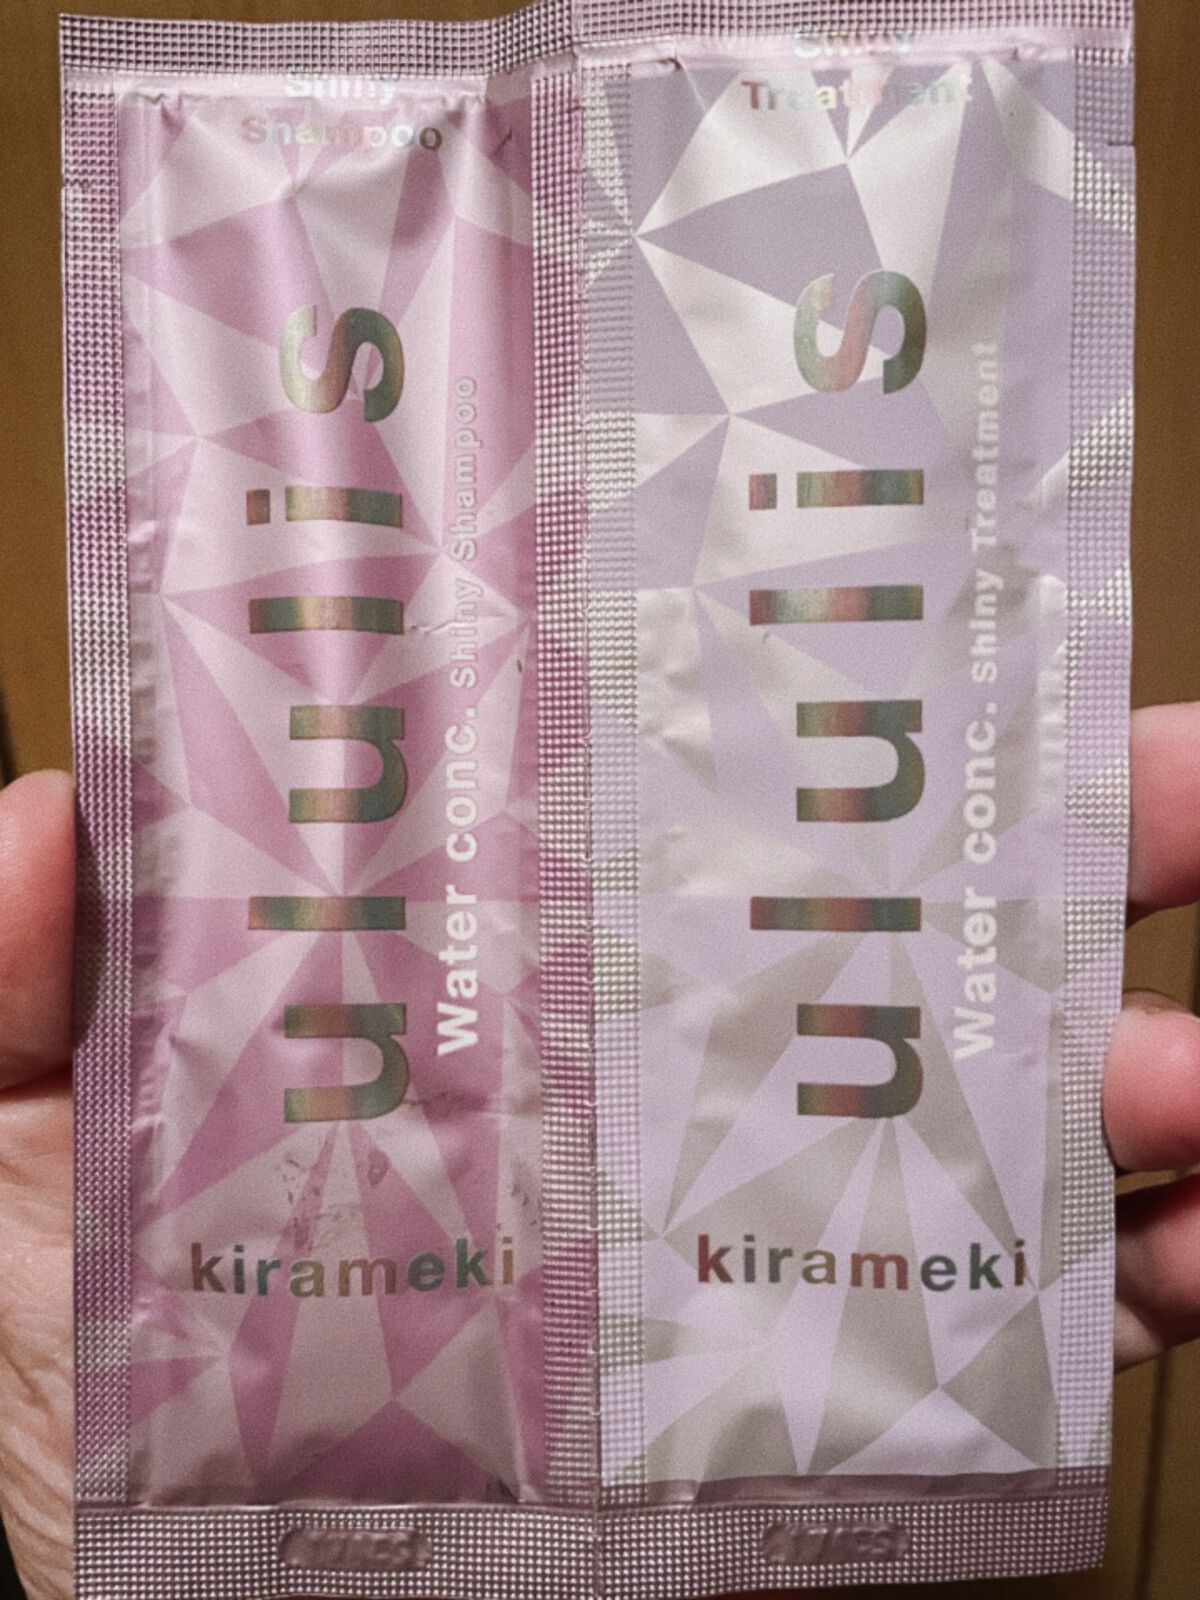 Shiny
Shampoo
ululis
Water conc. shiny Shampoo
kirameki
Shiny
Treatment
ululis
Water conc. shiny Treatment
kirameki